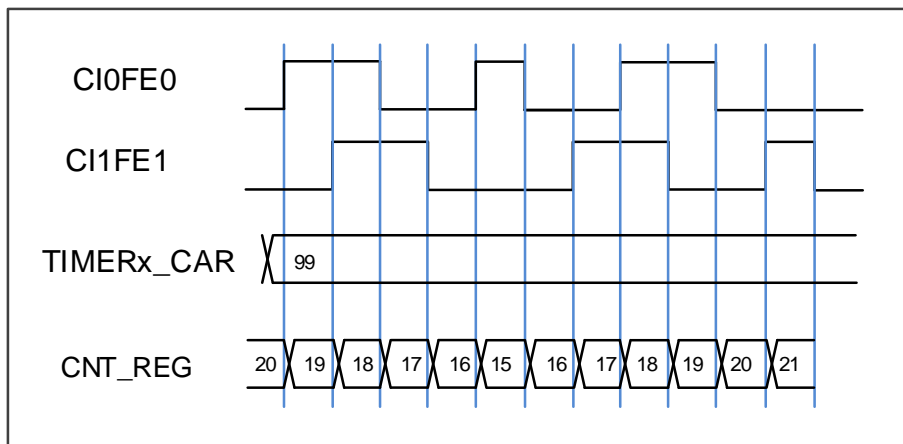 CI0FE0
CI1FE1
TIMERx_CAR 99
CNT_REG 20 19 18 17 16 15 16 17 18 19 20 21